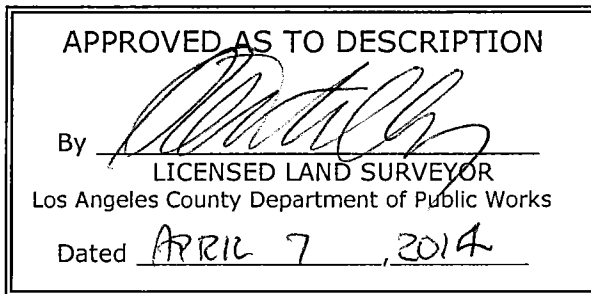 APPROVED AS TO DESCRIPTION
By
LICENSED LAND SURVEYOR
Los Angeles County Department of Public Works
Dated APRIL 7, 2014